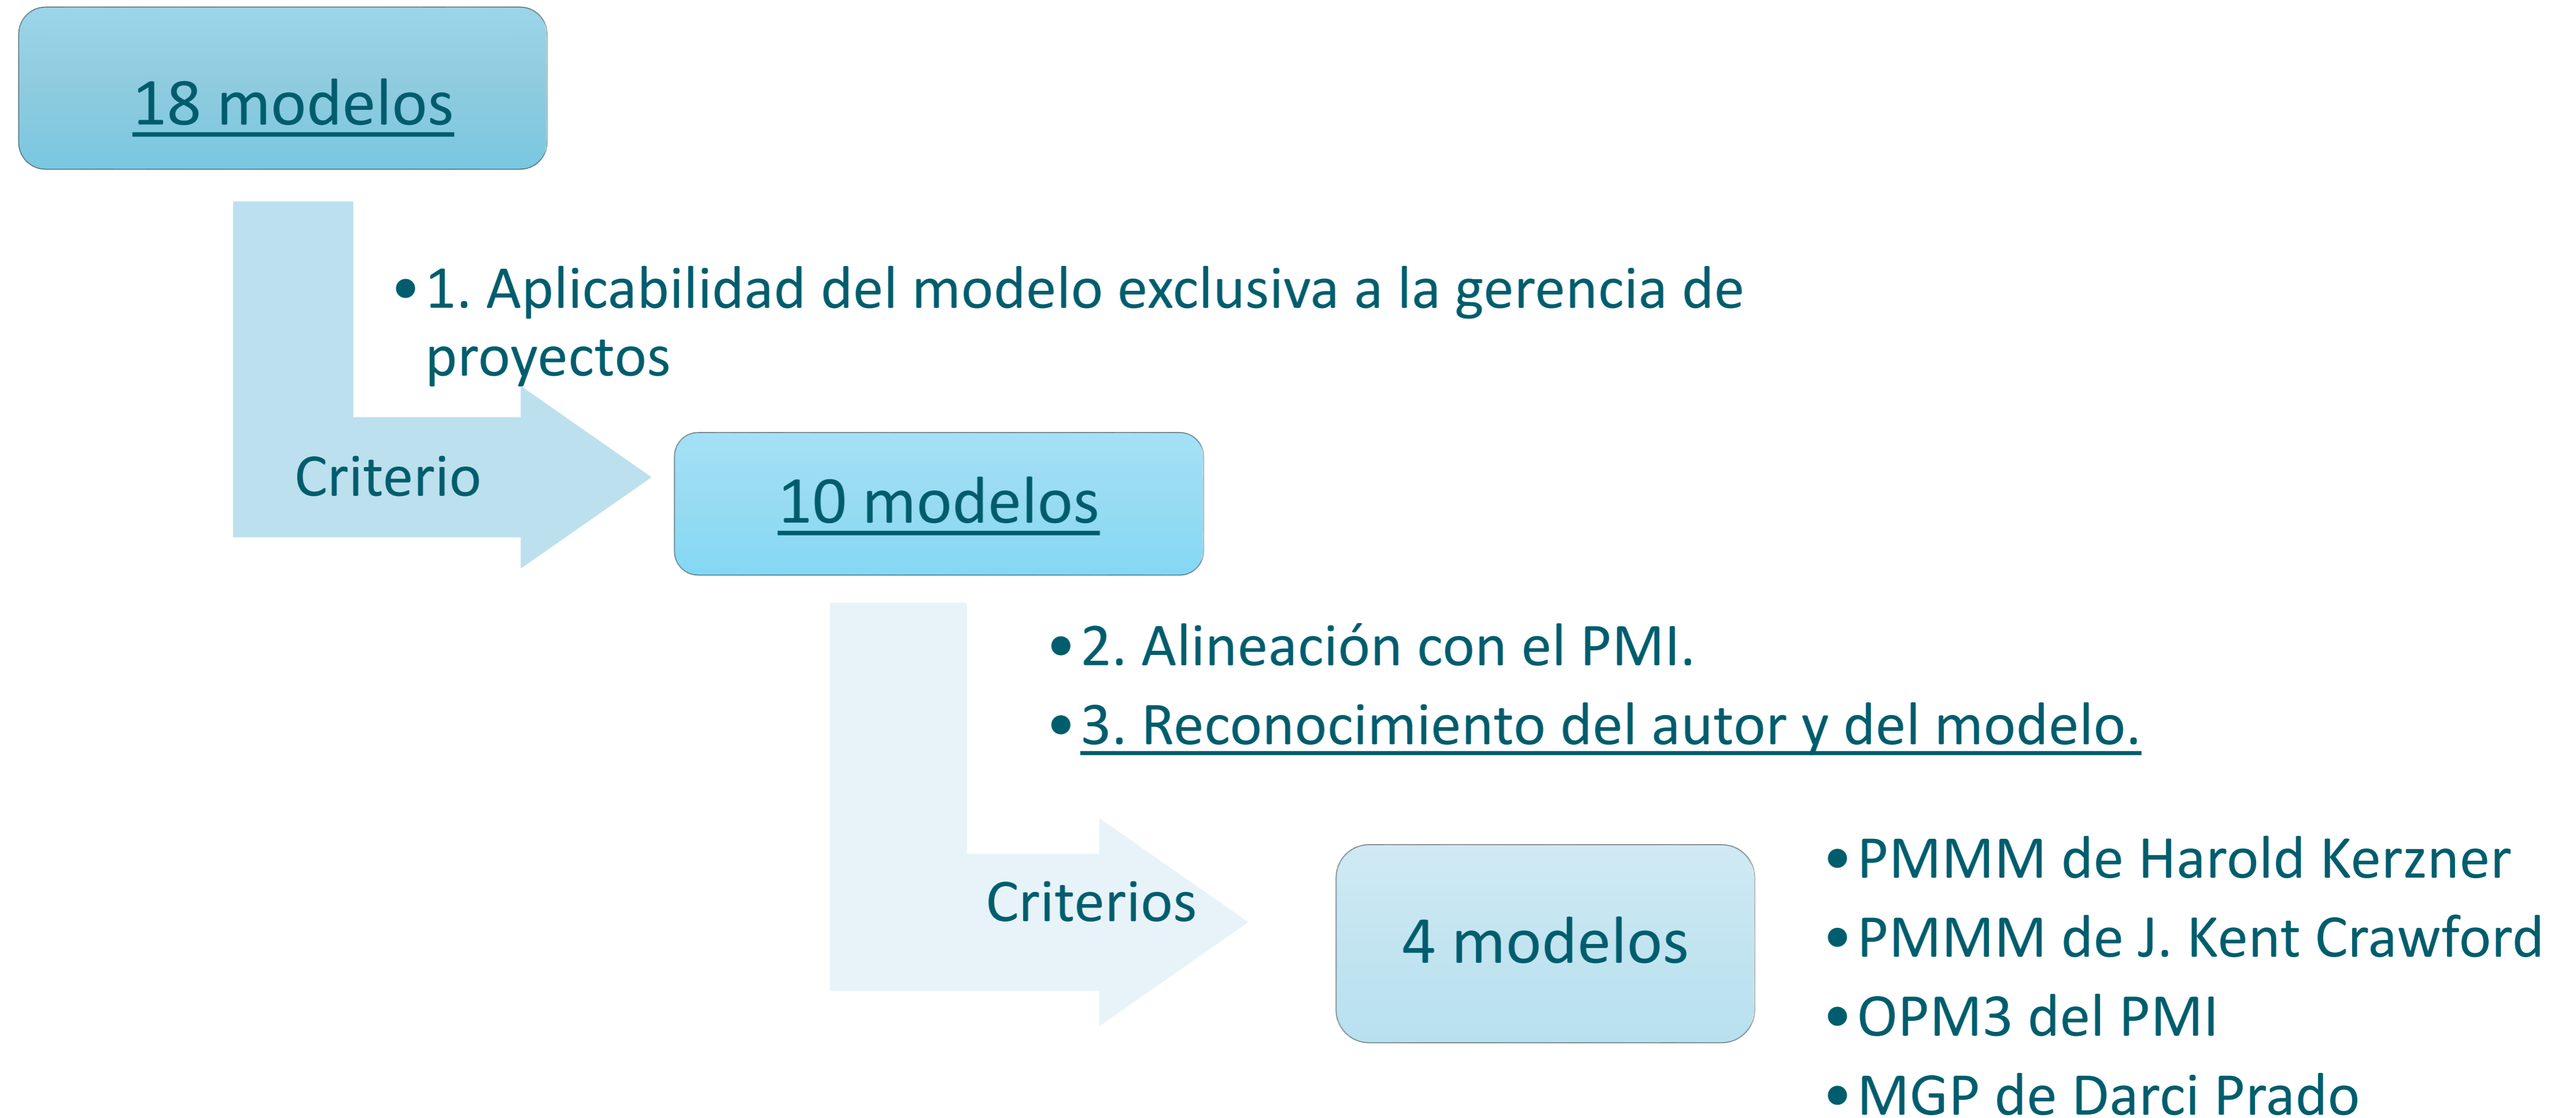 18 modelos
•1. Aplicabilidad del modelo exclusiva a la gerencia de
proyectos
Criterio
10 modelos
•2. Alineación con el PMI.
•3. Reconocimiento del autor y del modelo.
Criterios
4 modelos
•PMMM de Harold Kerzner
•PMMM de J. Kent Crawford
•OPM3 del PMI
•MGP de Darci Prado